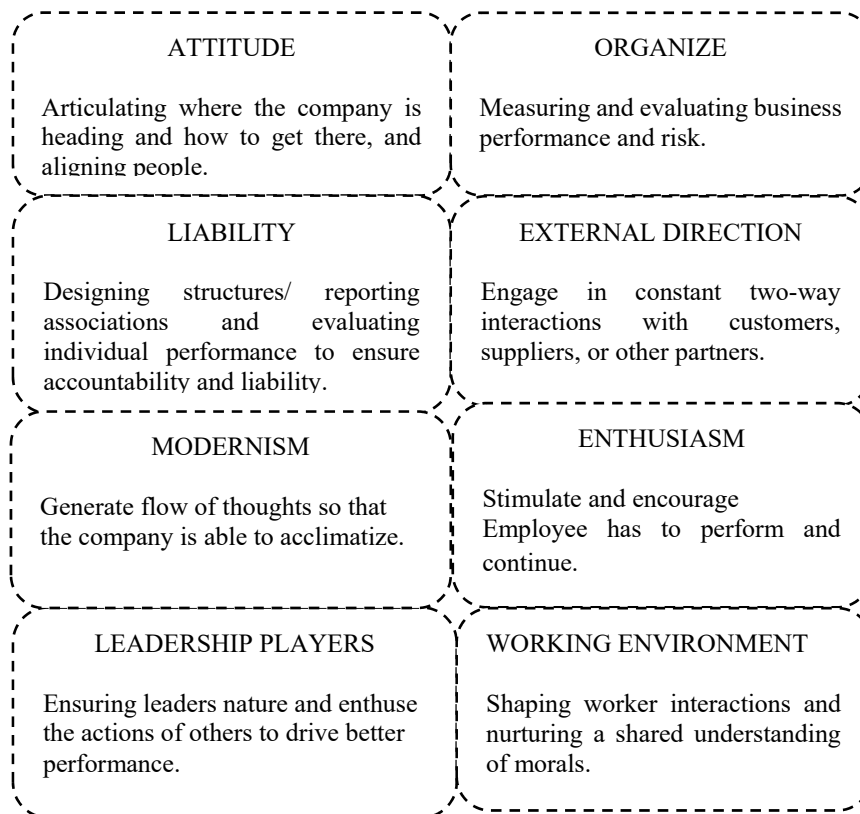 ATTITUDE
Articulating where the company is
heading and how to get there, and
aligning people.
ORGANIZE
Measuring and evaluating business
performance and risk.
LIABILITY
Designing structures/ reporting
associations and evaluating
individual performance to ensure
accountability and liability.
EXTERNAL DIRECTION
Engage in constant two-way
interactions with customers,
suppliers, or other partners.
MODERNISM
Generate flow of thoughts so that
the company is able to acclimatize.
ENTHUSIASM
Stimulate and encourage
Employee has to perform and
continue.
LEADERSHIP PLAYERS
Ensuring leaders nature and enthuse
the actions of others to drive better
performance.
WORKING ENVIRONMENT
Shaping worker interactions and
nurturing a shared understanding
of morals.